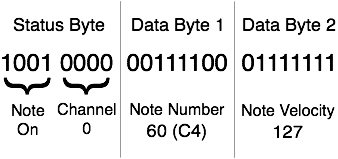 Status Byte Data Byte 1 Data Byte 2
1001 0000 00111100 01111111
Note Channel Note Number Note Velocity
On 0 60 (C4) 127